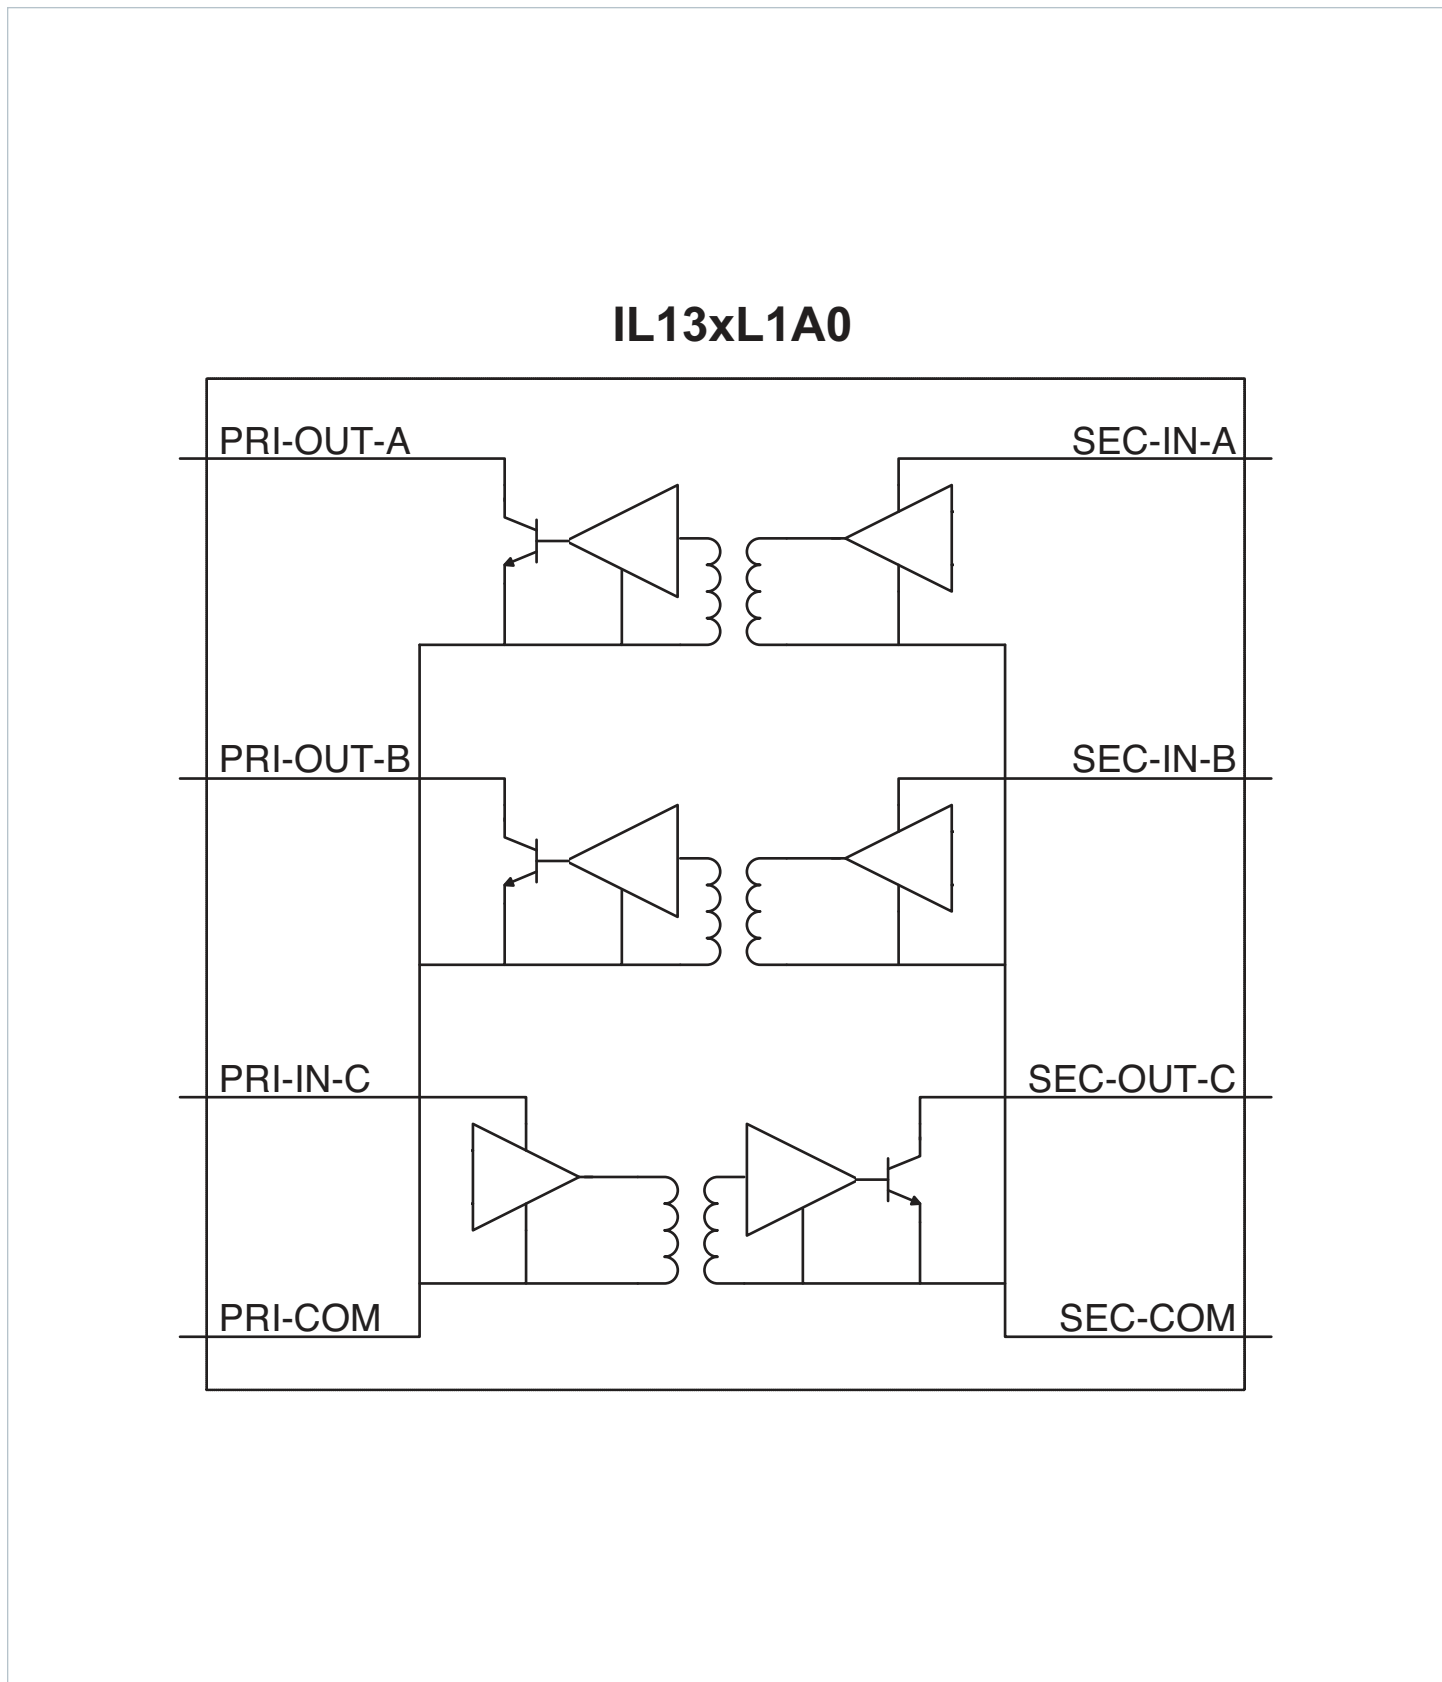 IL13xL1A0
PRI-OUT-A
SEC-IN-A
PRI-OUT-B
SEC-IN-B
PRI-IN-C
SEC-OUT-C
PRI-COM
SEC-COM